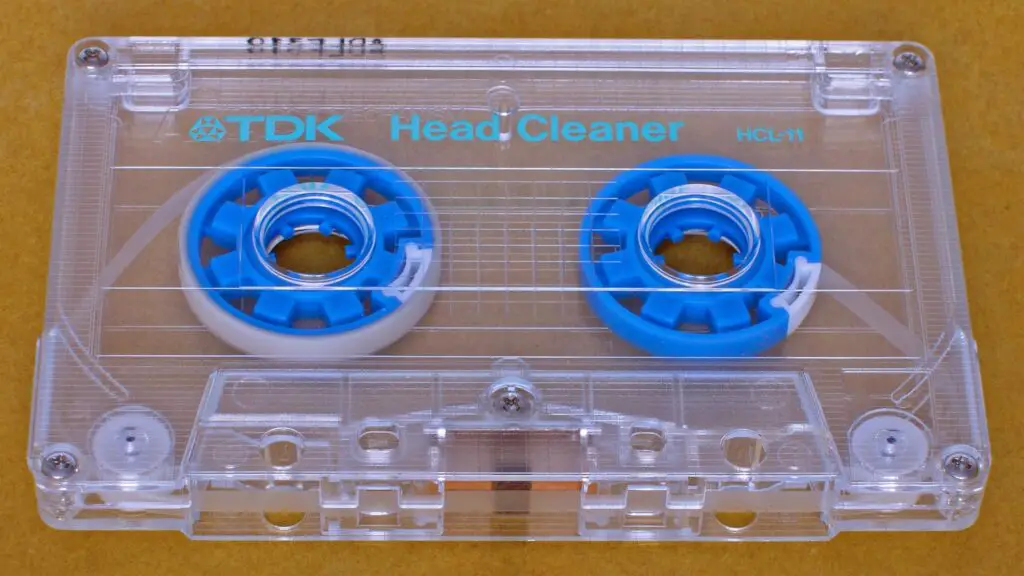 TDK Head Cleaner HCL-11